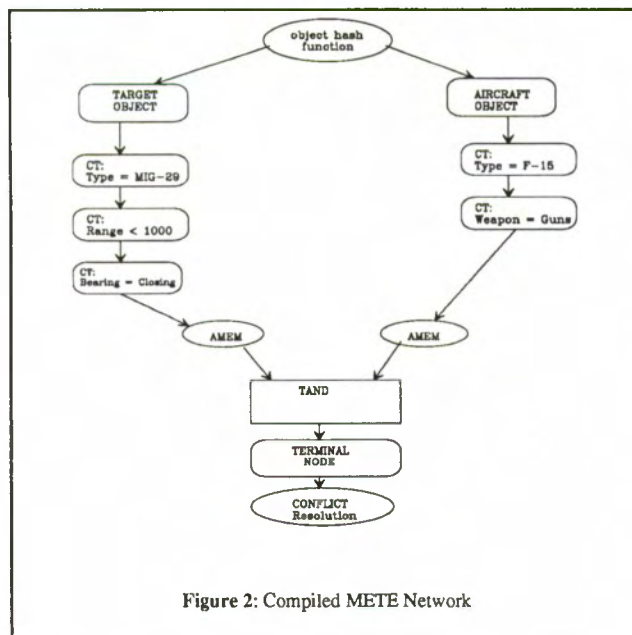 object hash
function
TARGET
OBJECT
AIRCRAFT
OBJECT
CT:
Type = MIG-29
CT:
Type = F-15
CT:
Range < 1000
CT:
Weapon = Guns
CT:
Bearing = Closing
AMEM
AMEM
TAND
TERMINAL
NODE
CONFLICT
Resolution
Figure 2: Compiled METE Network